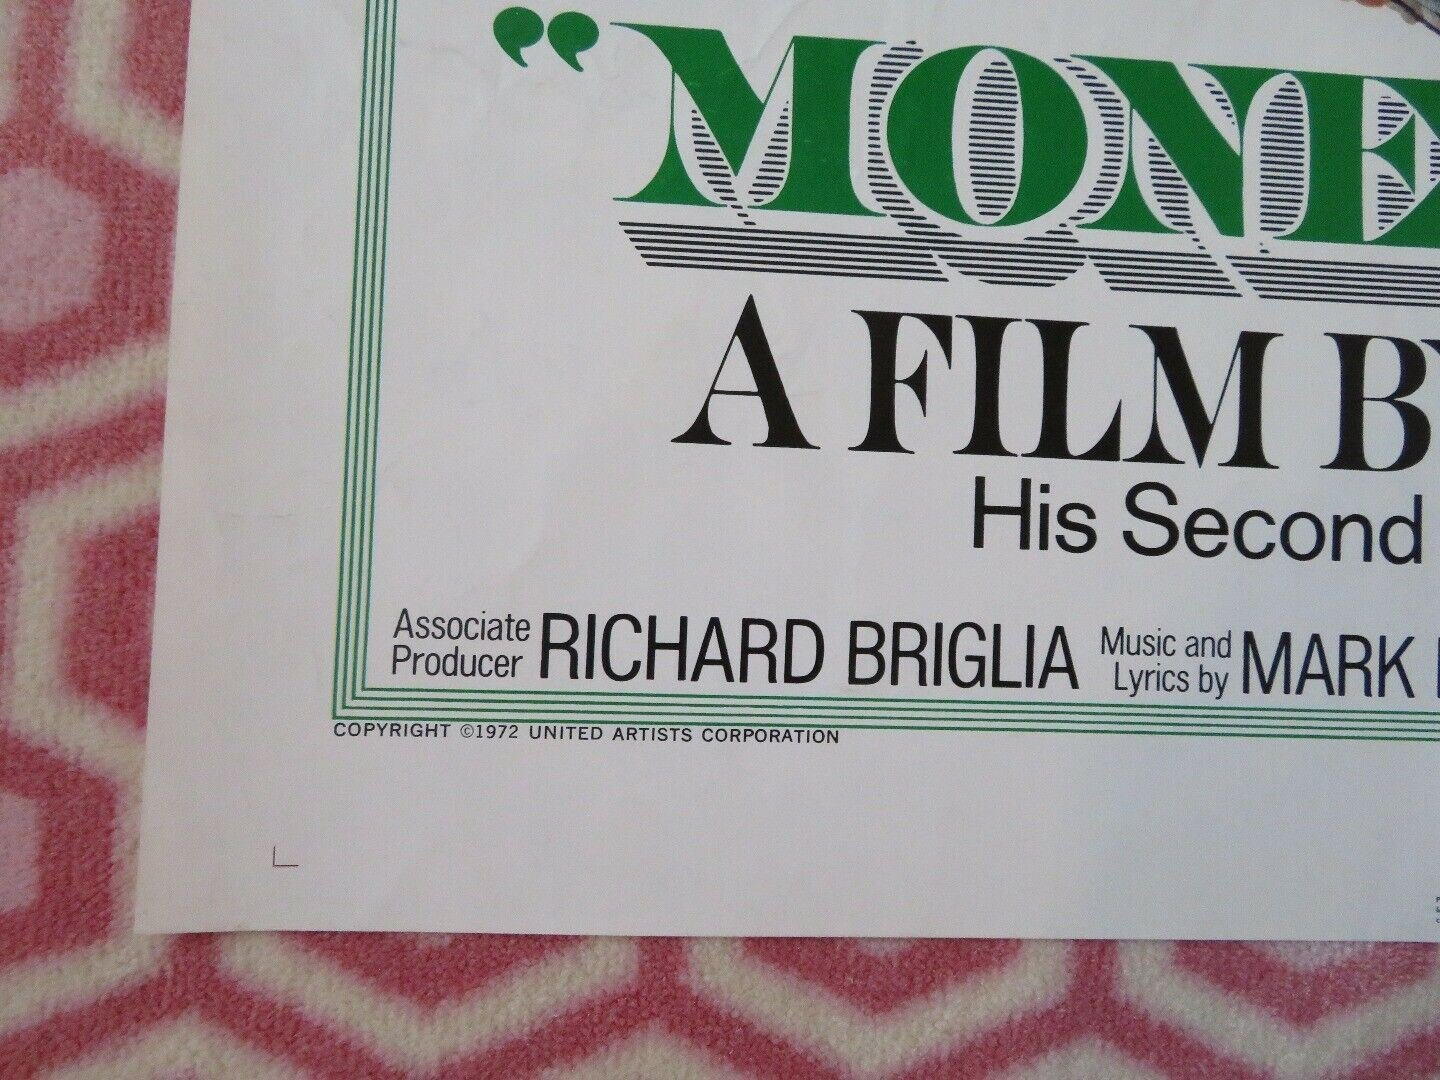 ”MONE
A FILM B
His Second
Associate Producer RICHARD BRIGLIA Music and Lyrics by MARK
COPYRIGHT ©1972 UNITED ARTISTS CORPORATION